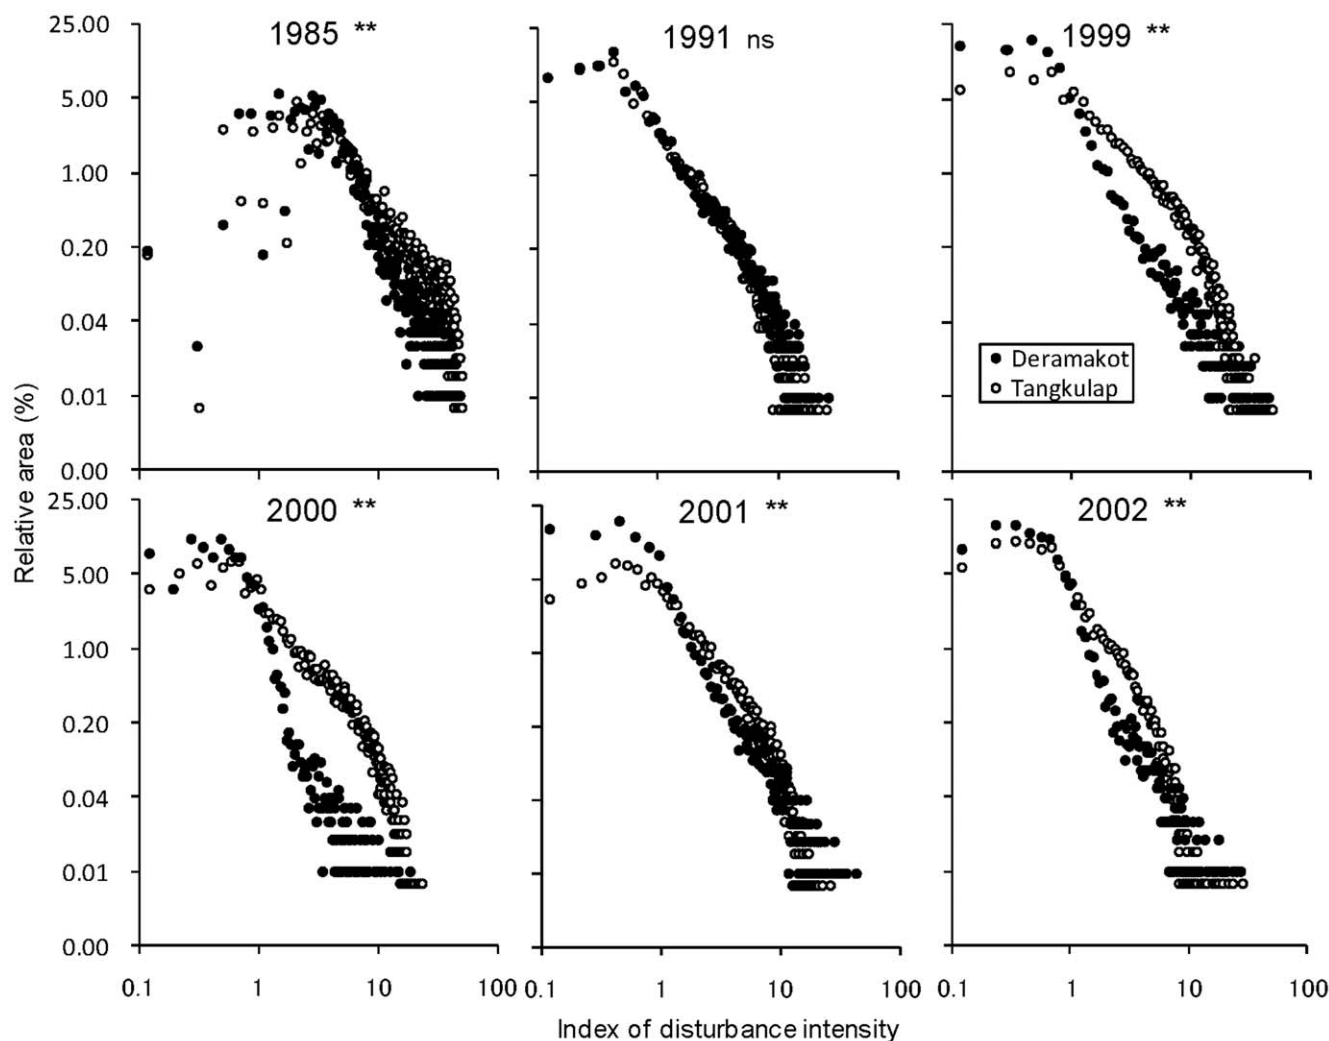 1985 **
1991 ns
1999 **
25.00
5.00
1.00
0.20
0.04
0.01
0.00
Deramakot
Tangkulap
Relative area (%)
2000 **
2001 **
2002 **
25.00
5.00
1.00
0.20
0.04
0.01
0.00
0.1 1 10 100
0.1 1 10 100
0.1 1 10 100
Index of disturbance intensity